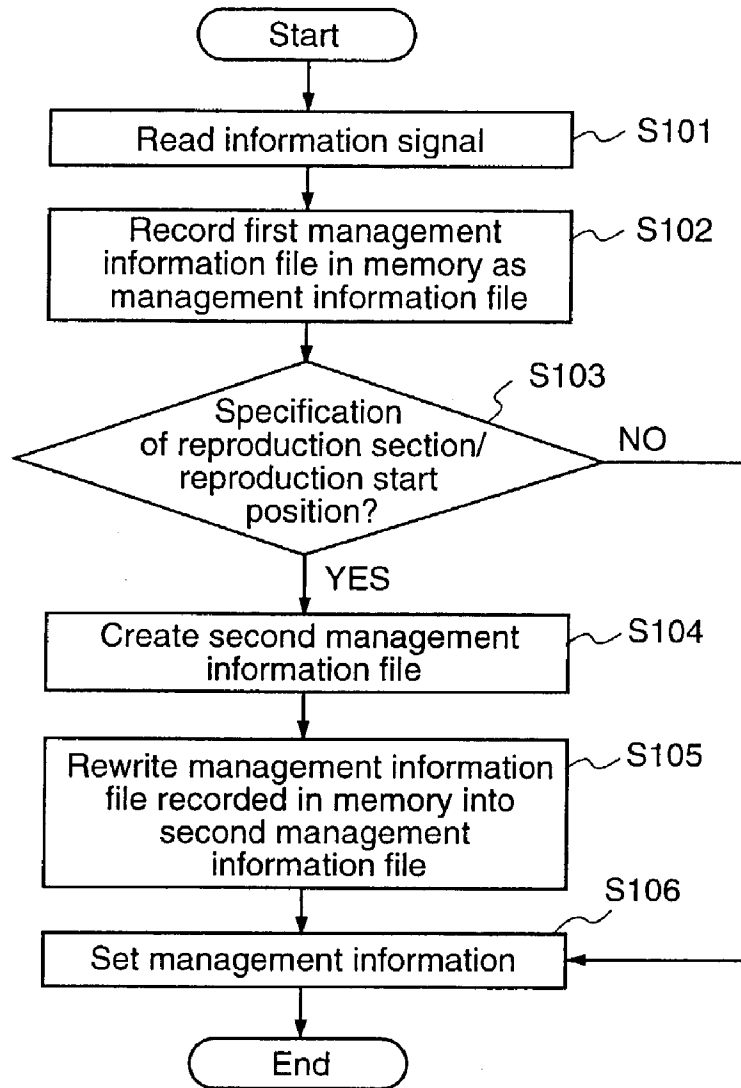 Start
Read information signal
S101
Record first management
information file in memory as
management information file
S102
S103
Specification
of reproduction section/
reproduction start
position?
NO
YES
Create second management
information file
S104
Rewrite management information
file recorded in memory into
second management
information file
S105
S106
Set management information
End